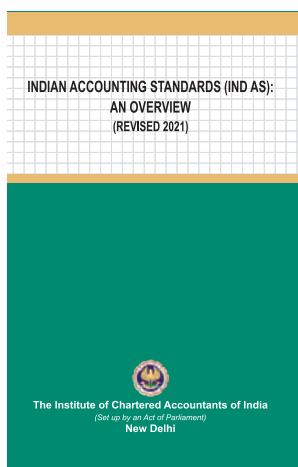 INDIAN ACCOUNTING STANDARDS (IND AS):
AN OVERVIEW
(REVISED 2021)
The Institute of Chartered Accountants of India
(Set up by an Act of Parliament)
New Delhi